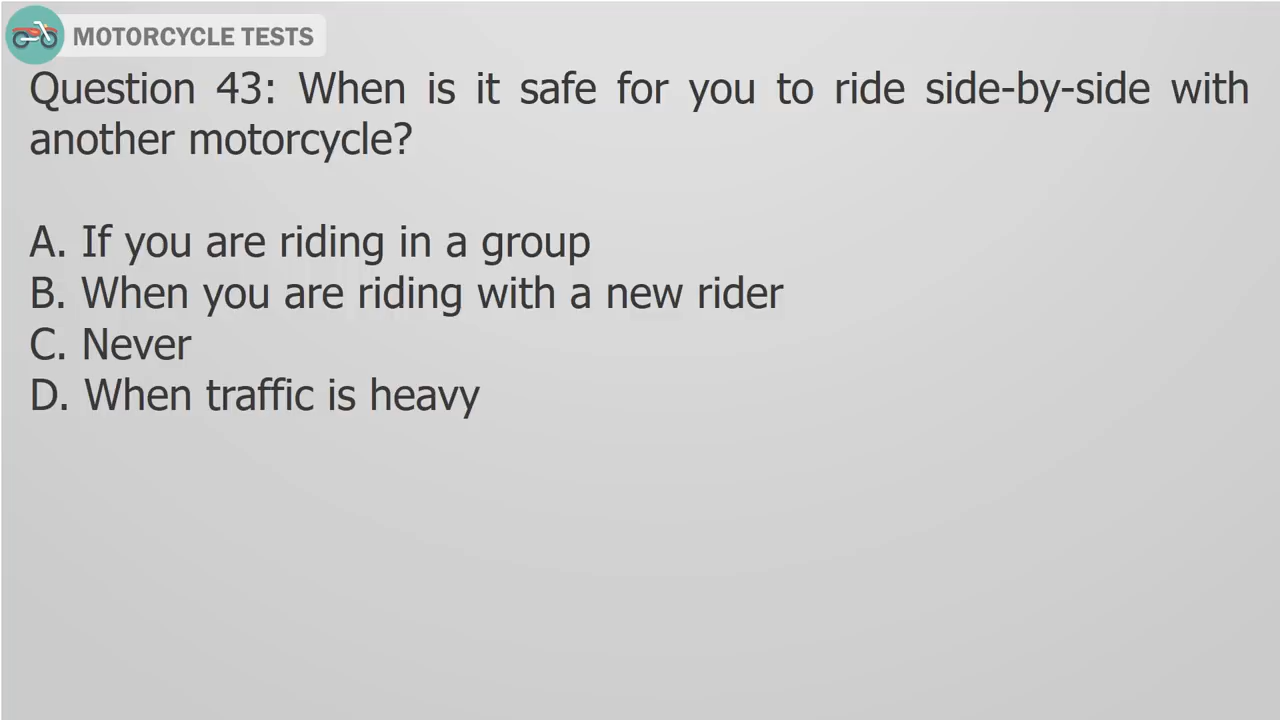 MOTORCYCLE TESTS
Question 43: When is it safe for you to ride side-by-side with
another motorcycle?
A. If you are riding in a group
B. When you are riding with a new rider
C. Never
D. When traffic is heavy